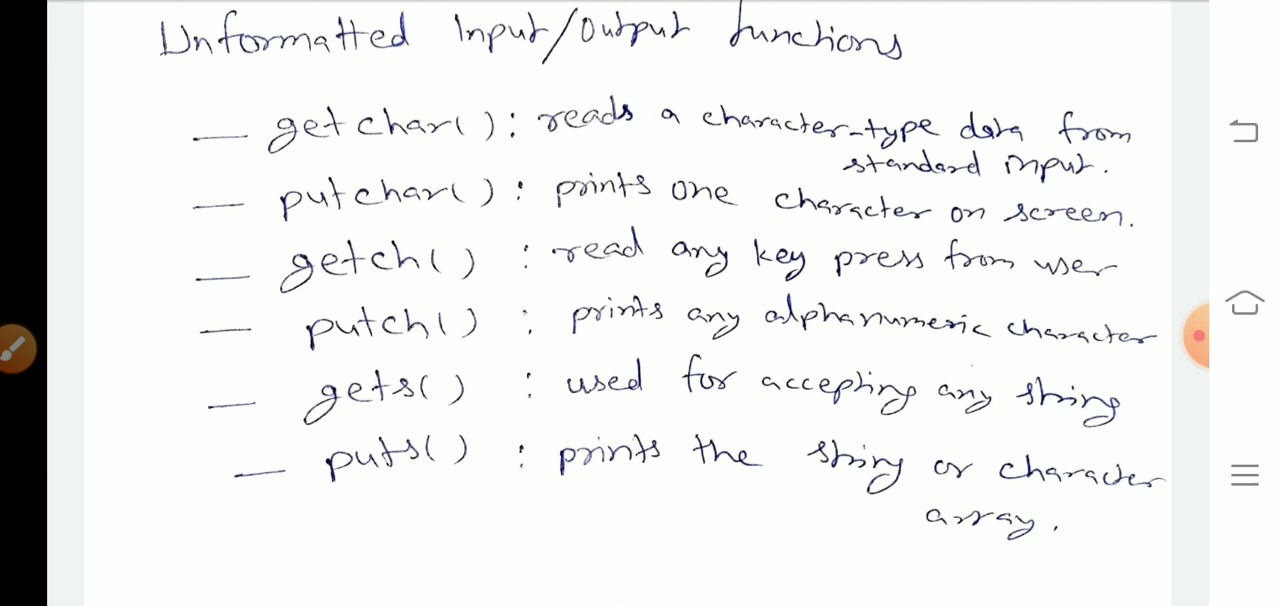 Unformatted Input/Output functions
— getchar() : reads a character-type data from
standard input.
— putchar() : prints one character on screen.
— getch() : read any key press from user
— putch() : prints any alphanumeric character
— gets() : used for accepting any string
— puts() : prints the string or character
array.